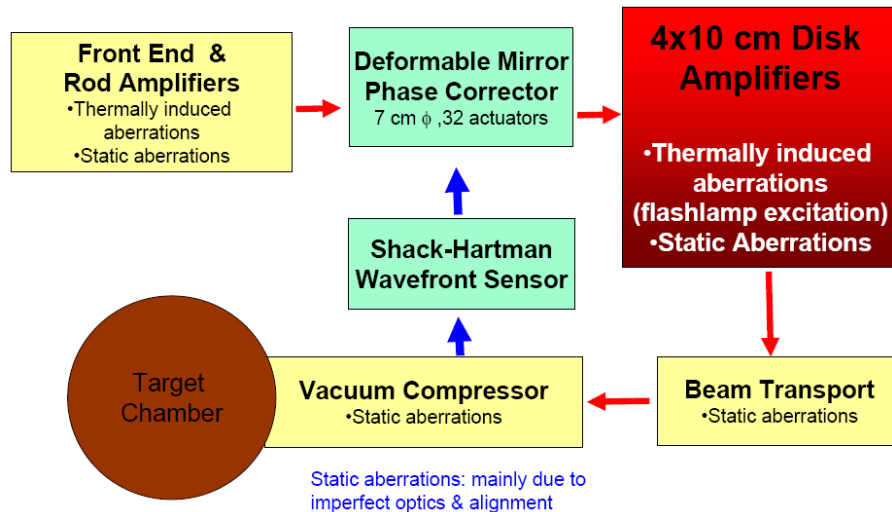 Front End &
Rod Amplifiers
•Thermally induced
aberrations
•Static aberrations
Deformable Mirror
Phase Corrector
7 cm ϕ ,32 actuators
4x10 cm Disk
Amplifiers
•Thermally induced
aberrations
(flashlamp excitation)
•Static Aberrations
Shack-Hartman
Wavefront Sensor
Target
Chamber
Vacuum Compressor
•Static aberrations
Beam Transport
•Static aberrations
Static aberrations: mainly due to
imperfect optics & alignment